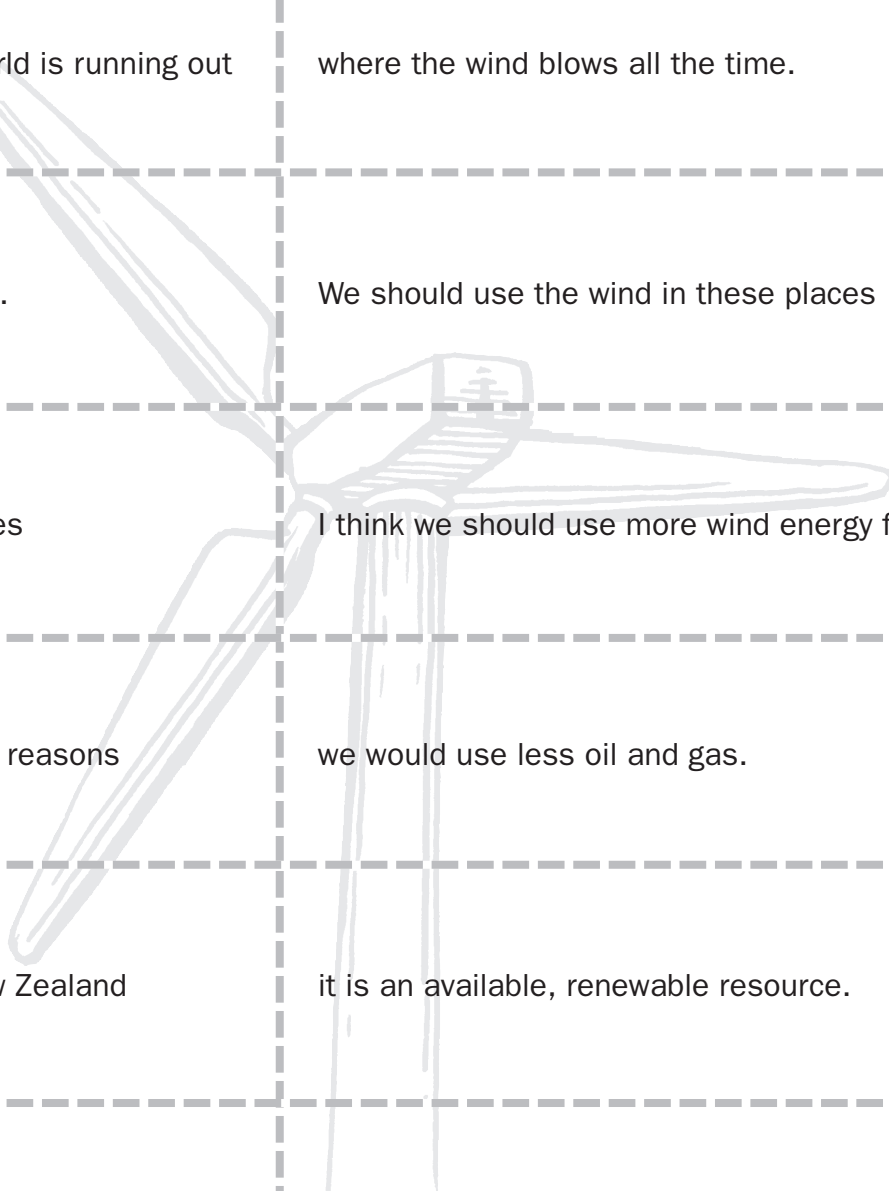 rld is running out
where the wind blows all the time.
.
We should use the wind in these places
es
I think we should use more wind energy f
reasons
we would use less oil and gas.
w Zealand
it is an available, renewable resource.